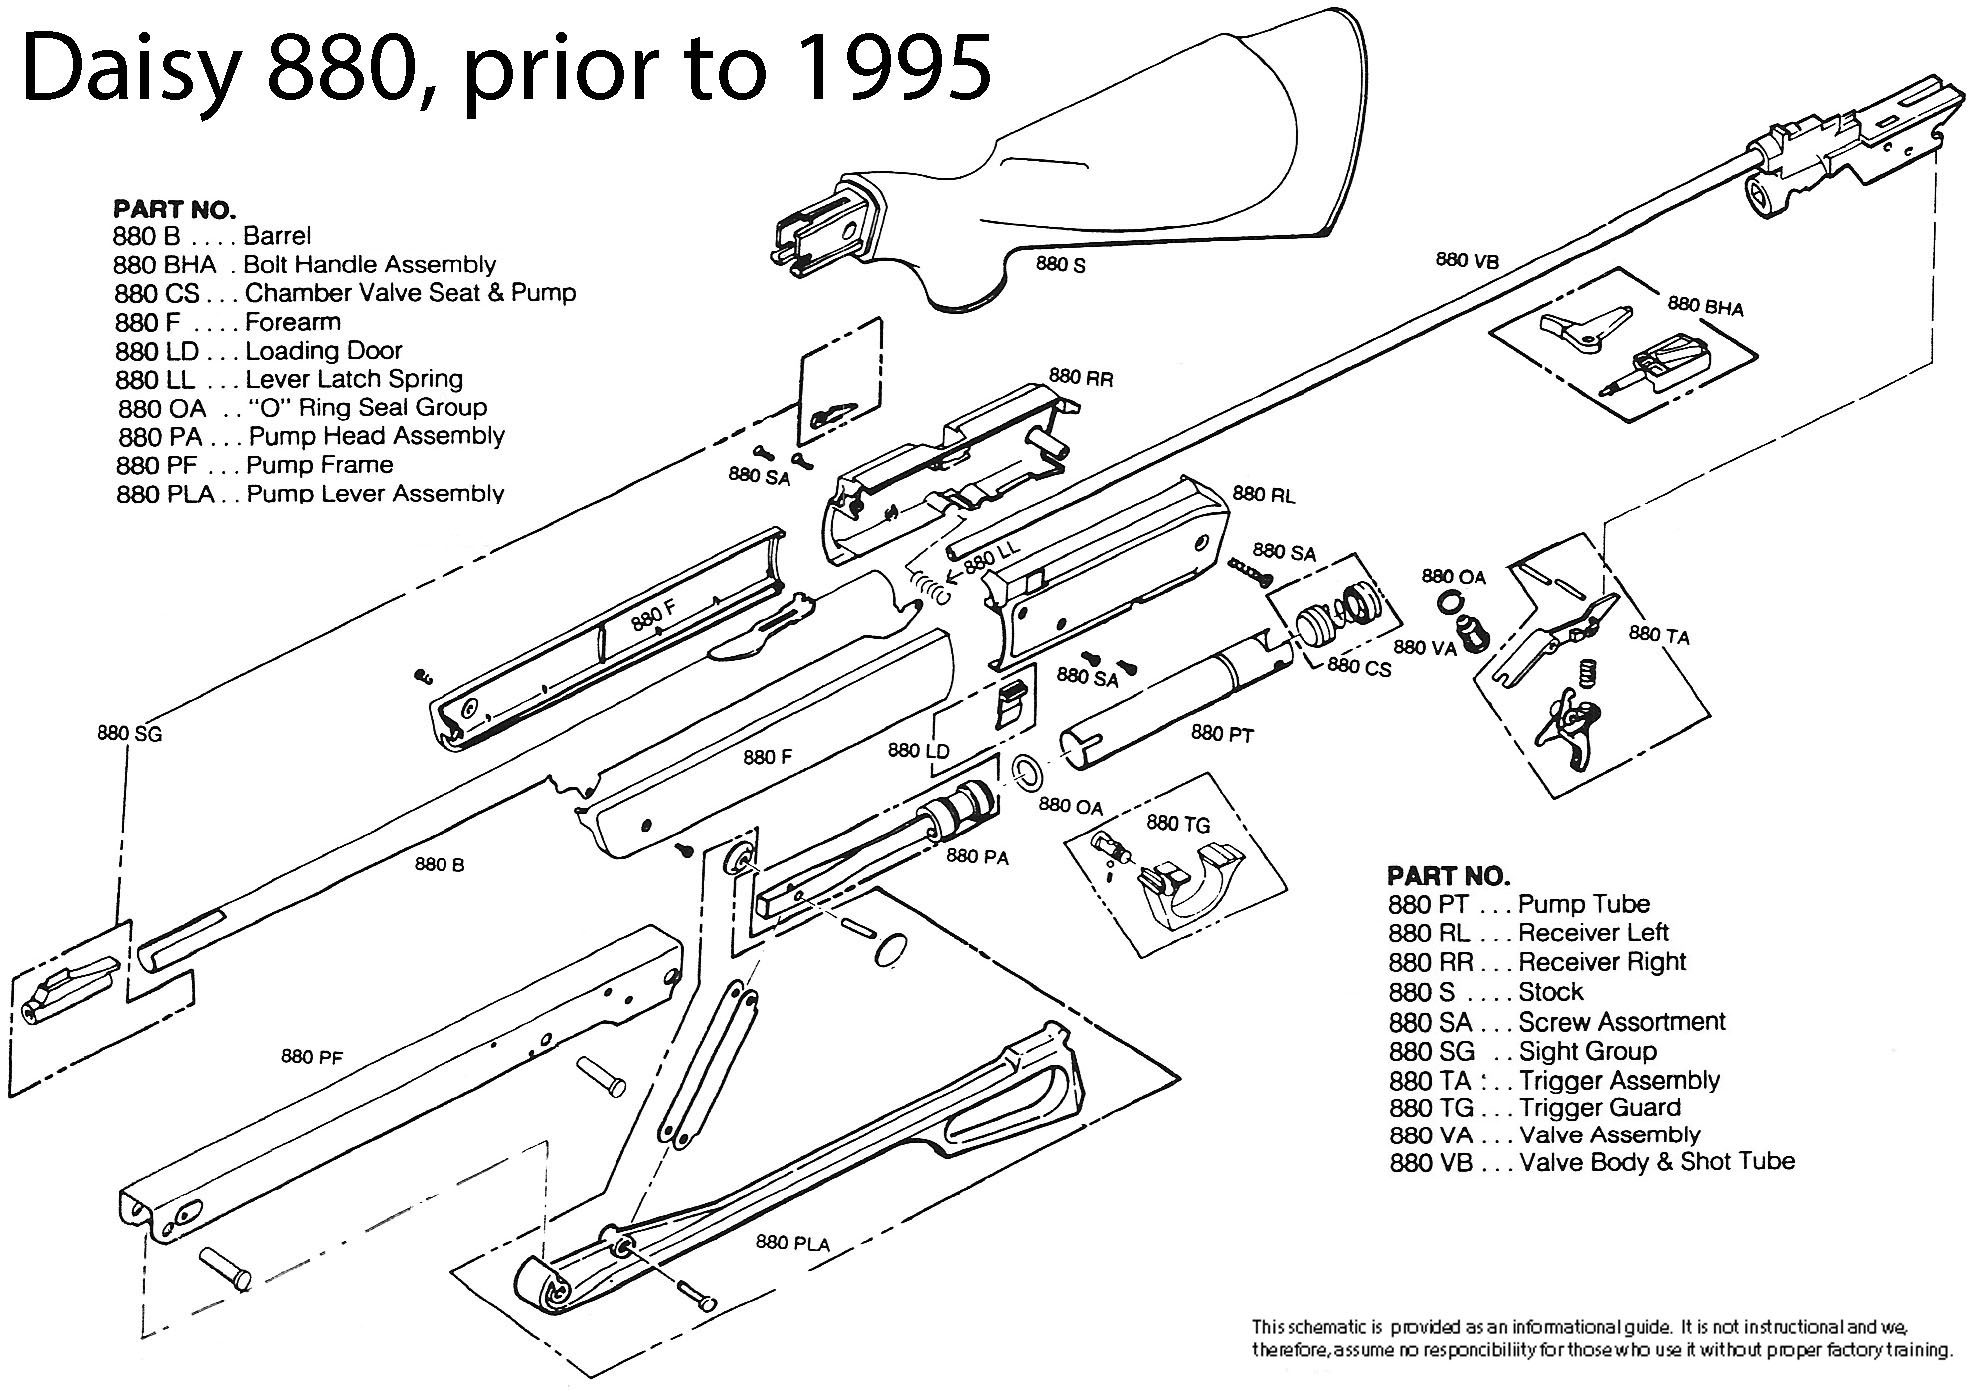 Daisy 880, prior to 1995
PART NO.
880 B .... Barrel
880 BHA . Bolt Handle Assembly
880 CS ... Chamber Valve Seat & Pump
880 F .... Forearm
880 LD ... Loading Door
880 LL ... Lever Latch Spring
880 OA .. "O" Ring Seal Group
880 PA ... Pump Head Assembly
880 PF ... Pump Frame
880 PLA .. Pump Lever Assembly
880 S
880 VB
880 BHA
880 RR
880 SA
880 RL
880 LL
880 SA
880 OA
880 F
880 TA
880 VA
880 CS
880 SA
880 SG
880 PT
880 LD
880 F
880 OA
880 TG
880 PA
880 B
880 PF
880 PLA
PART NO.
880 PT ... Pump Tube
880 RL ... Receiver Left
880 RR ... Receiver Right
880 S .... Stock
880 SA ... Screw Assortment
880 SG .. Sight Group
880 TA :.. Trigger Assembly
880 TG ... Trigger Guard
880 VA ... Valve Assembly
880 VB ... Valve Body & Shot Tube
This schematic is provided as an informational guide. It is not instructional and we,
therefore, assume no responcibiliity for those who use it without proper factory training.